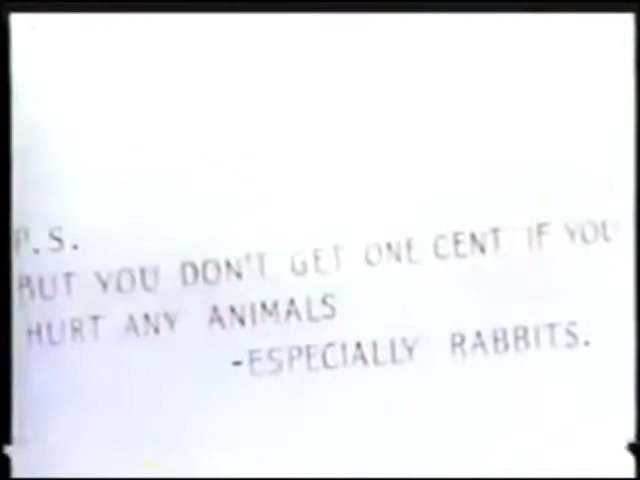 P.S.
BUT YOU DON'T GET ONE CENT IF YOU
HURT ANY ANIMALS
-ESPECIALLY RABBITS.